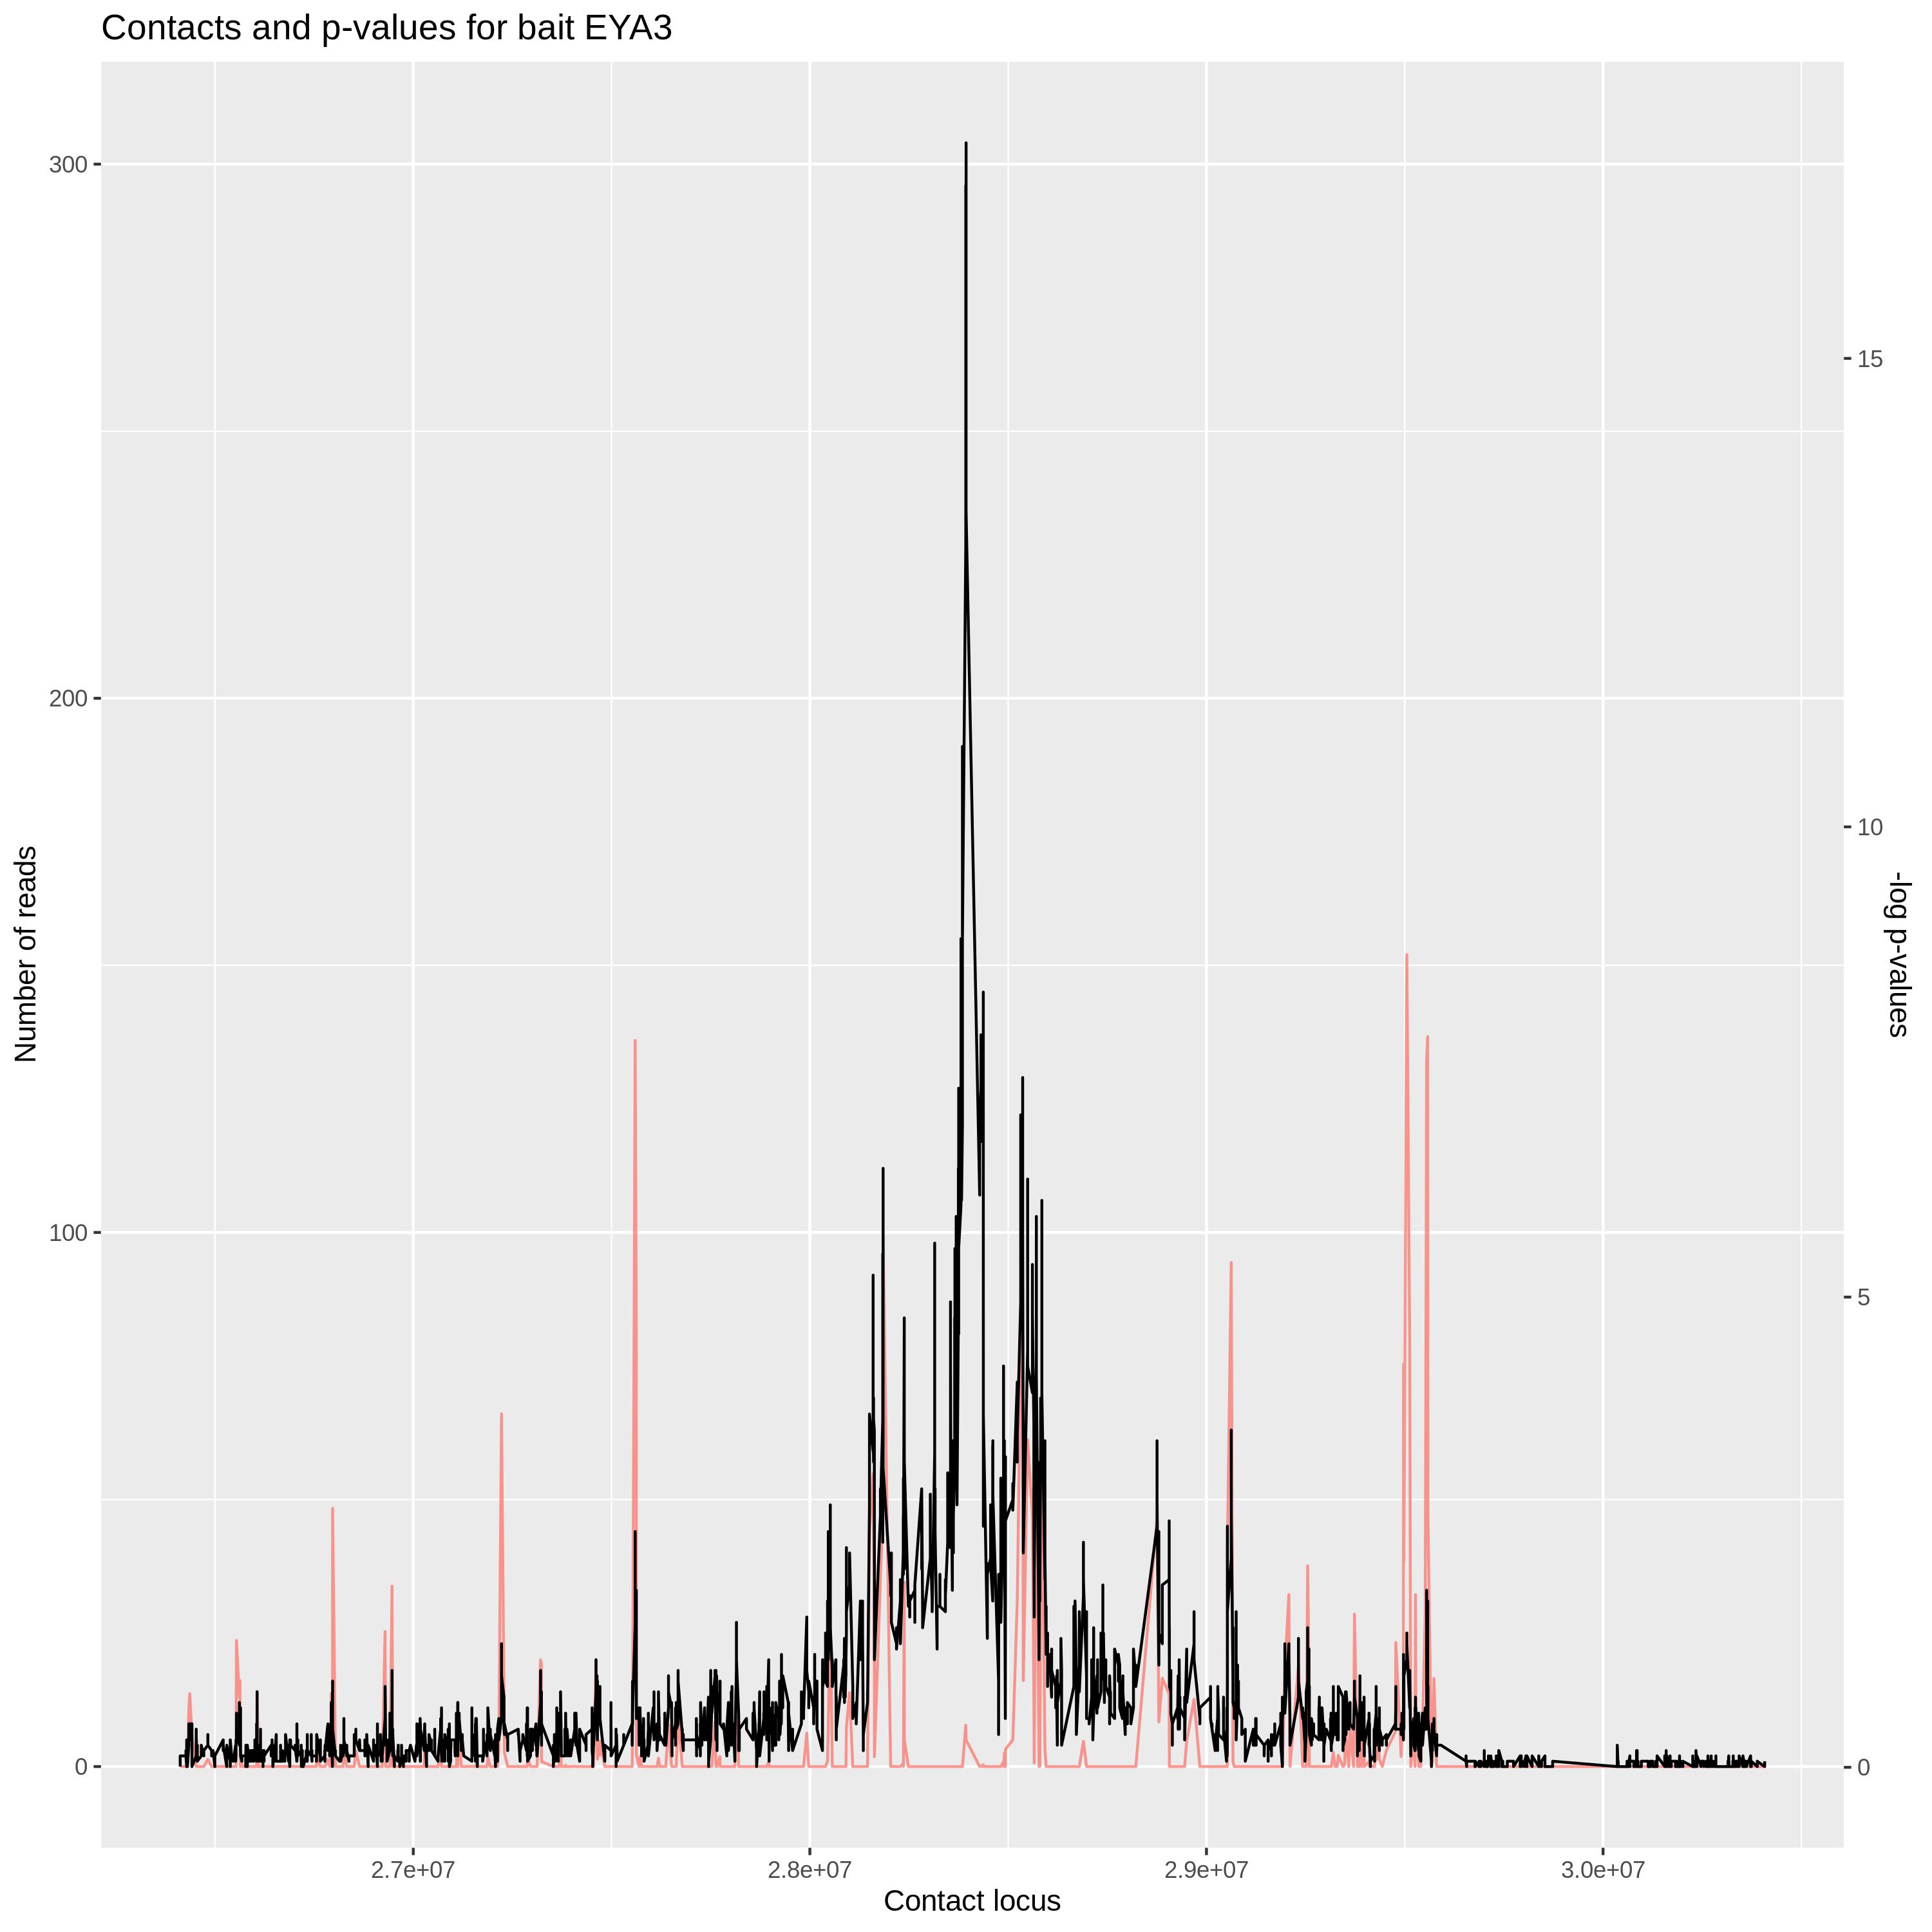 Contacts and p-values for bait EYA3
300
200
100
0
Number of reads
15
10
5
0
-log p-values
2.7e+07
2.8e+07
2.9e+07
3.0e+07
Contact locus